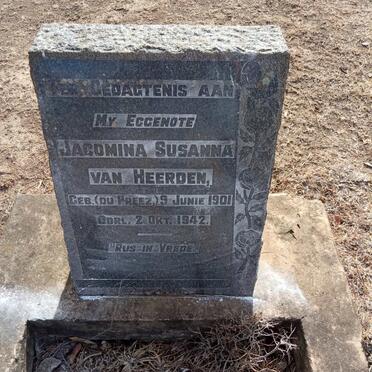 TER GEDAGTENIS AAN
MY EGGENOTE
JACOMINA SUSANNA
VAN HEERDEN,
GEB. (DU PREEZ.) 9 JUNIE 1901
OORL. 2 OKT. 1942.
"RUS IN VREDE."